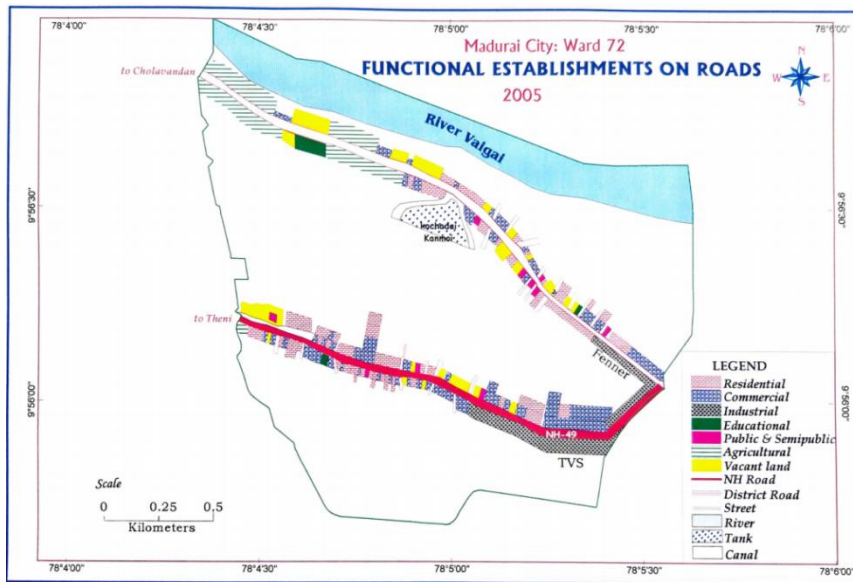 78°4'00" 78°4'30" 78°5'00" 78°5'30" 78°6'00"
Madurai City: Ward 72
FUNCTIONAL ESTABLISHMENTS ON ROADS
2005
N
W E
S
to Cholavandan
River Vaigai
9°56'30" 9°56'30"
Kochadai
Kanmoi
to Theni
Fenner
NH-49
TVS
9°56'00" 9°56'00"
LEGEND
Residential
Commercial
Industrial
Educational
Public & Semipublic
Agricultural
Vacant land
NH Road
District Road
Street
River
Tank
Canal
Scale
0 0.25 0.5
Kilometers
78°4'00" 78°4'30" 78°5'00" 78°5'30" 78°6'00"